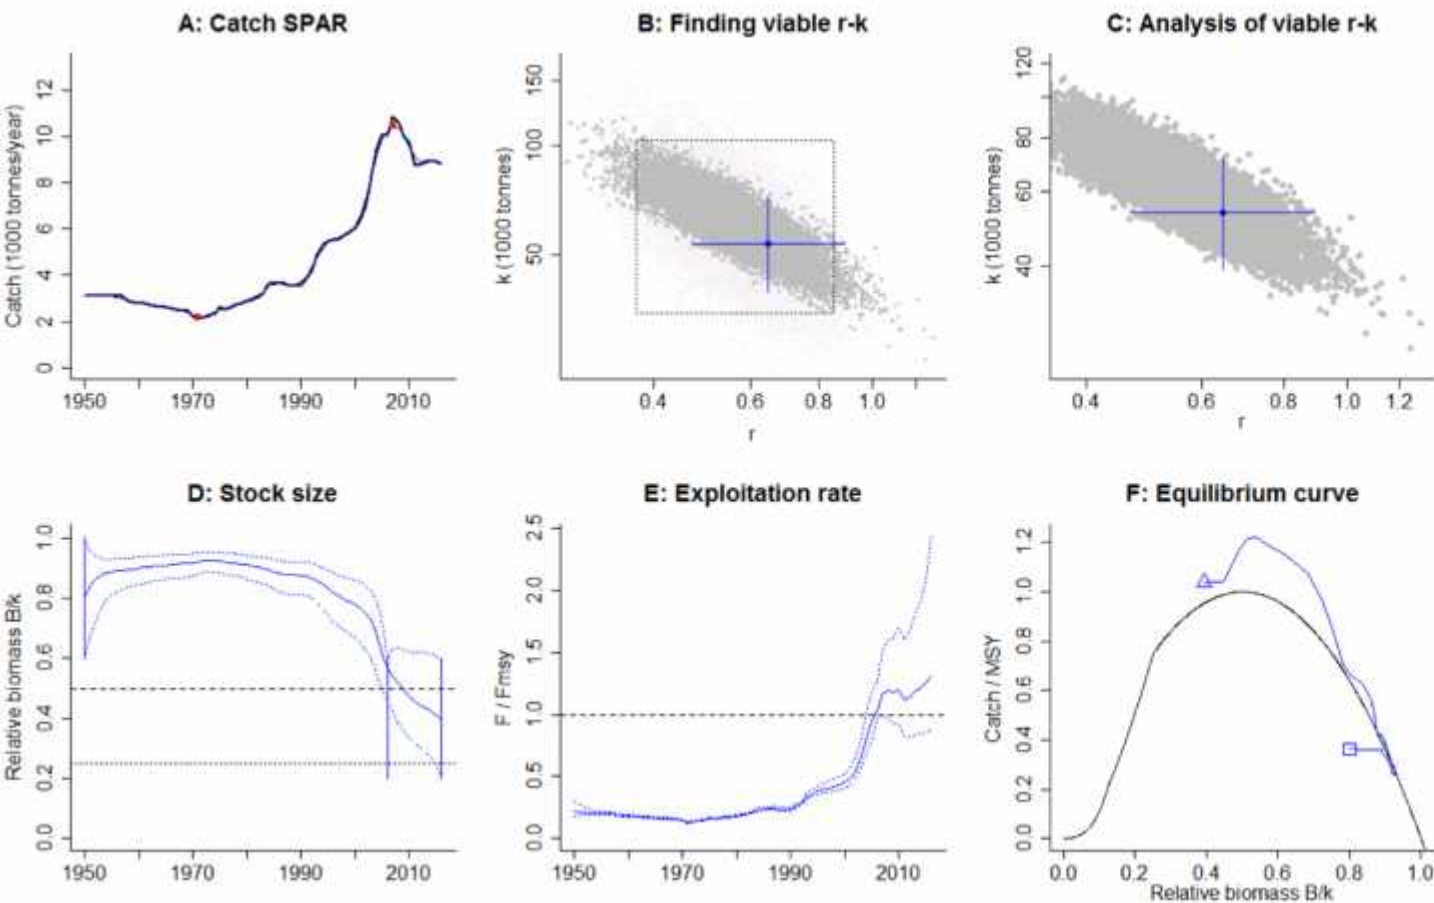 A: Catch SPAR
B: Finding viable r-k
C: Analysis of viable r-k
Catch (1000 tonnes/year)
0 2 4 6 8 10 12
1950 1970 1990 2010
k (1000 tonnes)
50 100 150
0.4 0.6 0.8 1.0
r
k (1000 tonnes)
40 60 80 120
0.4 0.6 0.8 1.0 1.2
r
D: Stock size
E: Exploitation rate
F: Equilibrium curve
Relative biomass B/k
0.0 0.2 0.4 0.6 0.8 1.0
1950 1970 1990 2010
F / Fmsy
0.0 0.5 1.0 1.5 2.0 2.5
1950 1970 1990 2010
Catch / MSY
0.0 0.2 0.4 0.6 0.8 1.0 1.2
0.0 0.2 0.4 0.6 0.8 1.0
Relative biomass B/k